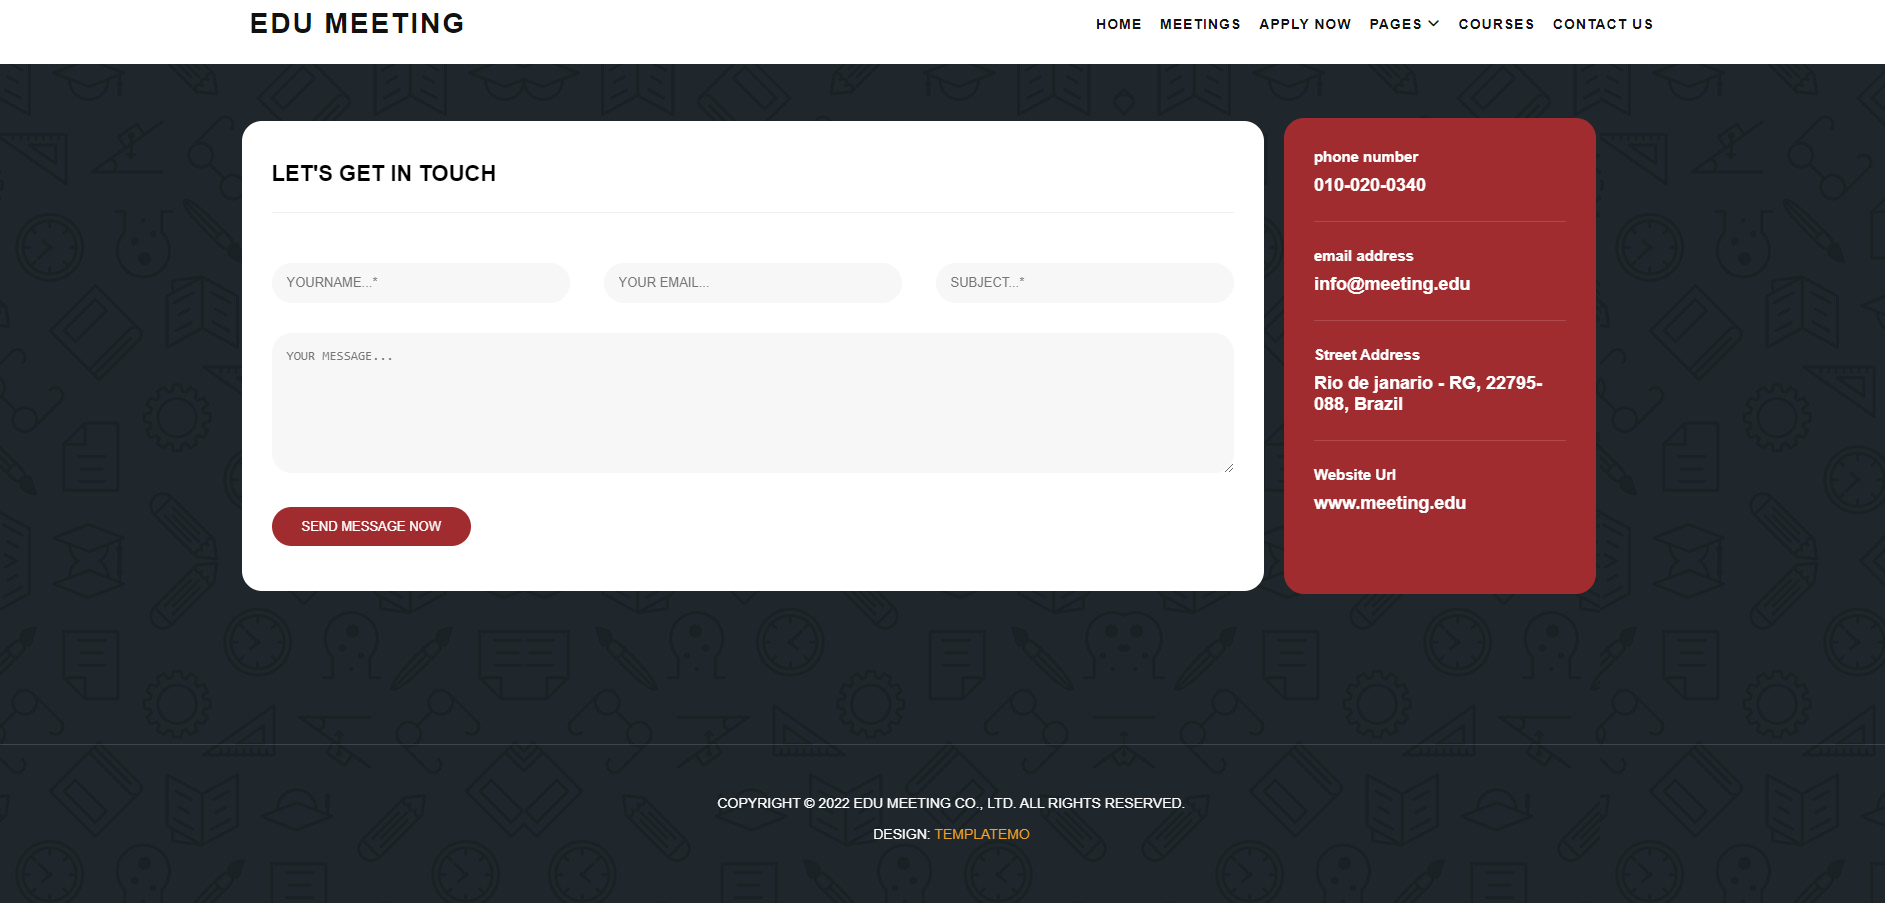 EDU MEETING
HOME MEETINGS APPLY NOW PAGES COURSES CONTACT US
LET'S GET IN TOUCH
YOURNAME...*
YOUR EMAIL...
SUBJECT...*
YOUR MESSAGE...
SEND MESSAGE NOW
phone number
010-020-0340
email address
info@meeting.edu
Street Address
Rio de janario - RG, 22795-
088, Brazil
Website Url
www.meeting.edu
COPYRIGHT © 2022 EDU MEETING CO., LTD. ALL RIGHTS RESERVED.
DESIGN: TEMPLATEMO